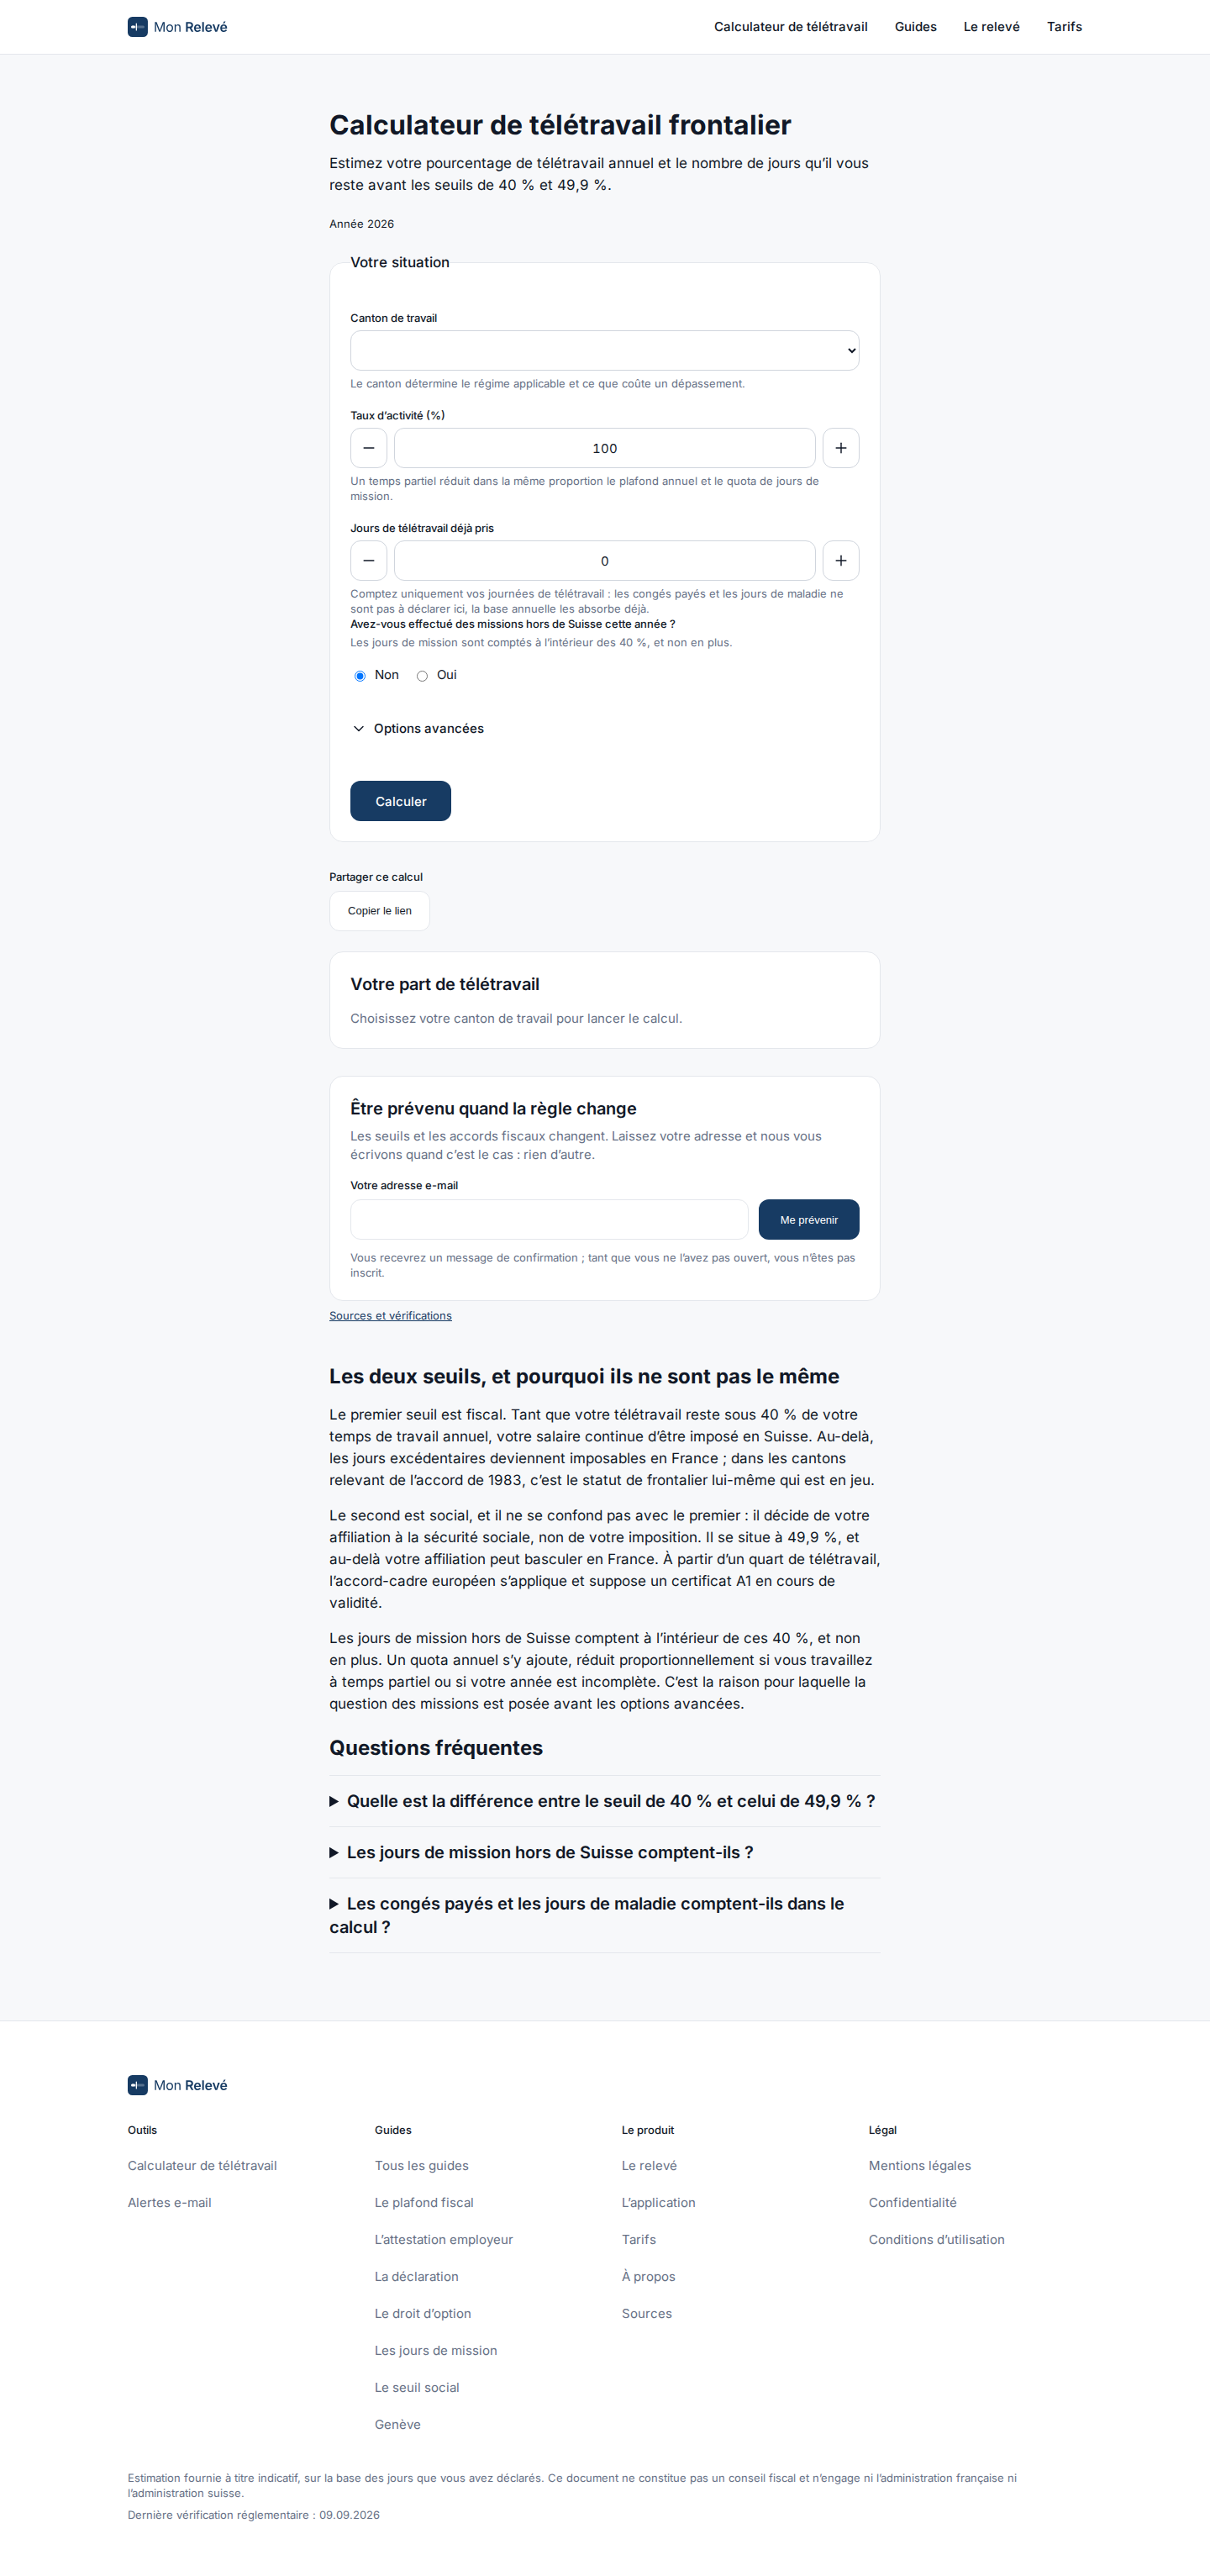 Mon Relevé
Calculateur de télétravail
Guides
Le relevé
Tarifs
Calculateur de télétravail frontalier
Estimez votre pourcentage de télétravail annuel et le nombre de jours qu’il vous
reste avant les seuils de 40 % et 49,9 %.
Année 2026
Votre situation
Canton de travail
Le canton détermine le régime applicable et ce que coûte un dépassement.
Taux d’activité (%)
100
Un temps partiel réduit dans la même proportion le plafond annuel et le quota de jours de
mission.
Jours de télétravail déjà pris
0
Comptez uniquement vos journées de télétravail : les congés payés et les jours de maladie ne
sont pas à déclarer ici, la base annuelle les absorbe déjà.
Avez-vous effectué des missions hors de Suisse cette année ?
Les jours de mission sont comptés à l’intérieur des 40 %, et non en plus.
Non
Oui
Options avancées
Calculer
Partager ce calcul
Copier le lien
Votre part de télétravail
Choisissez votre canton de travail pour lancer le calcul.
Être prévenu quand la règle change
Les seuils et les accords fiscaux changent. Laissez votre adresse et nous vous
écrivons quand c’est le cas : rien d’autre.
Votre adresse e-mail
Me prévenir
Vous recevrez un message de confirmation ; tant que vous ne l’avez pas ouvert, vous n’êtes pas
inscrit.
Sources et vérifications
Les deux seuils, et pourquoi ils ne sont pas le même
Le premier seuil est fiscal. Tant que votre télétravail reste sous 40 % de votre
temps de travail annuel, votre salaire continue d’être imposé en Suisse. Au-delà,
les jours excédentaires deviennent imposables en France ; dans les cantons
relevant de l’accord de 1983, c’est le statut de frontalier lui-même qui est en jeu.
Le second est social, et il ne se confond pas avec le premier : il décide de votre
affiliation à la sécurité sociale, non de votre imposition. Il se situe à 49,9 %, et
au-delà votre affiliation peut basculer en France. À partir d’un quart de télétravail,
l’accord-cadre européen s’applique et suppose un certificat A1 en cours de
validité.
Les jours de mission hors de Suisse comptent à l’intérieur de ces 40 %, et non
en plus. Un quota annuel s’y ajoute, réduit proportionnellement si vous travaillez
à temps partiel ou si votre année est incomplète. C’est la raison pour laquelle la
question des missions est posée avant les options avancées.
Questions fréquentes
Quelle est la différence entre le seuil de 40 % et celui de 49,9 % ?
Les jours de mission hors de Suisse comptent-ils ?
Les congés payés et les jours de maladie comptent-ils dans le
calcul ?
Mon Relevé
Outils
Calculateur de télétravail
Alertes e-mail
Guides
Tous les guides
Le plafond fiscal
L’attestation employeur
La déclaration
Le droit d’option
Les jours de mission
Le seuil social
Genève
Le produit
Le relevé
L’application
Tarifs
À propos
Sources
Légal
Mentions légales
Confidentialité
Conditions d’utilisation
Estimation fournie à titre indicatif, sur la base des jours que vous avez déclarés. Ce document ne constitue pas un conseil fiscal et n’engage ni l’administration française ni
l’administration suisse.
Dernière vérification réglementaire : 09.09.2026